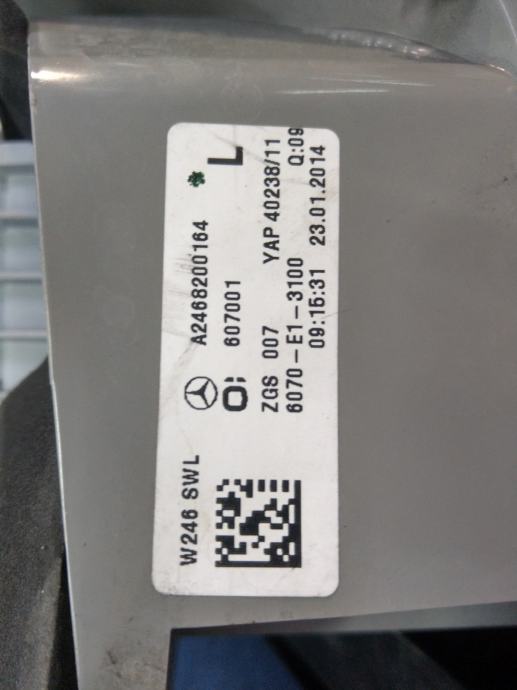 W246 SWL
A2468200164 L
607001
ZGS 007 YAP 40238/11
6070-E1-3100 Q:09
09:15:31 23.01.2014